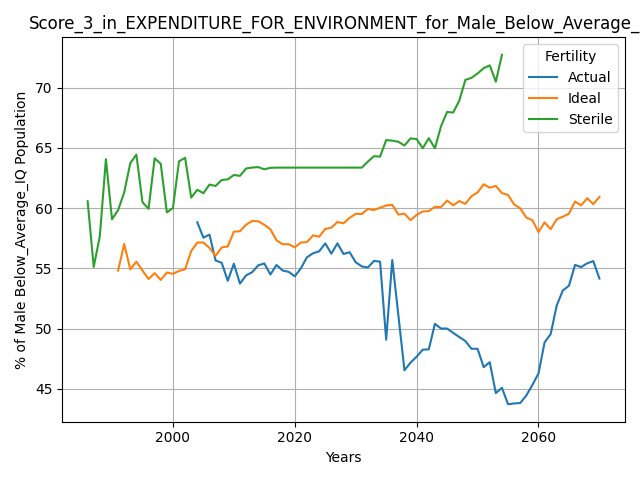 Score_3_in_EXPENDITURE_FOR_ENVIRONMENT_for_Male_Below_Average_
Fertility
Actual
Ideal
Sterile
% of Male Below_Average_IQ Population
70
65
60
55
50
45
2000
2020
2040
2060
Years